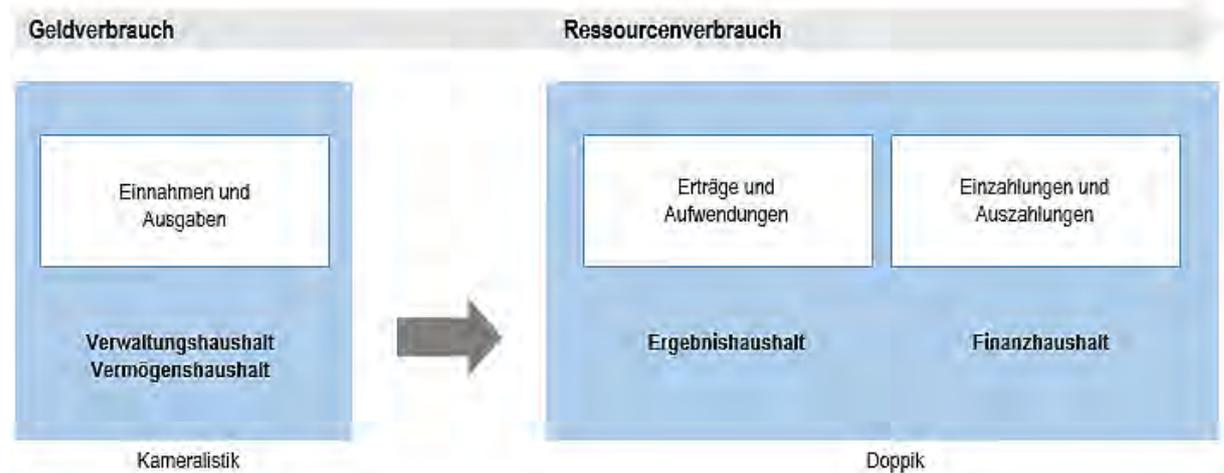 Geldverbrauch
Ressourcenverbrauch
Einnahmen und
Ausgaben
Verwaltungshaushalt
Vermögenshaushalt
Kameralistik
Erträge und
Aufwendungen
Ergebnishaushalt
Einzahlungen und
Auszahlungen
Finanzhaushalt
Doppik